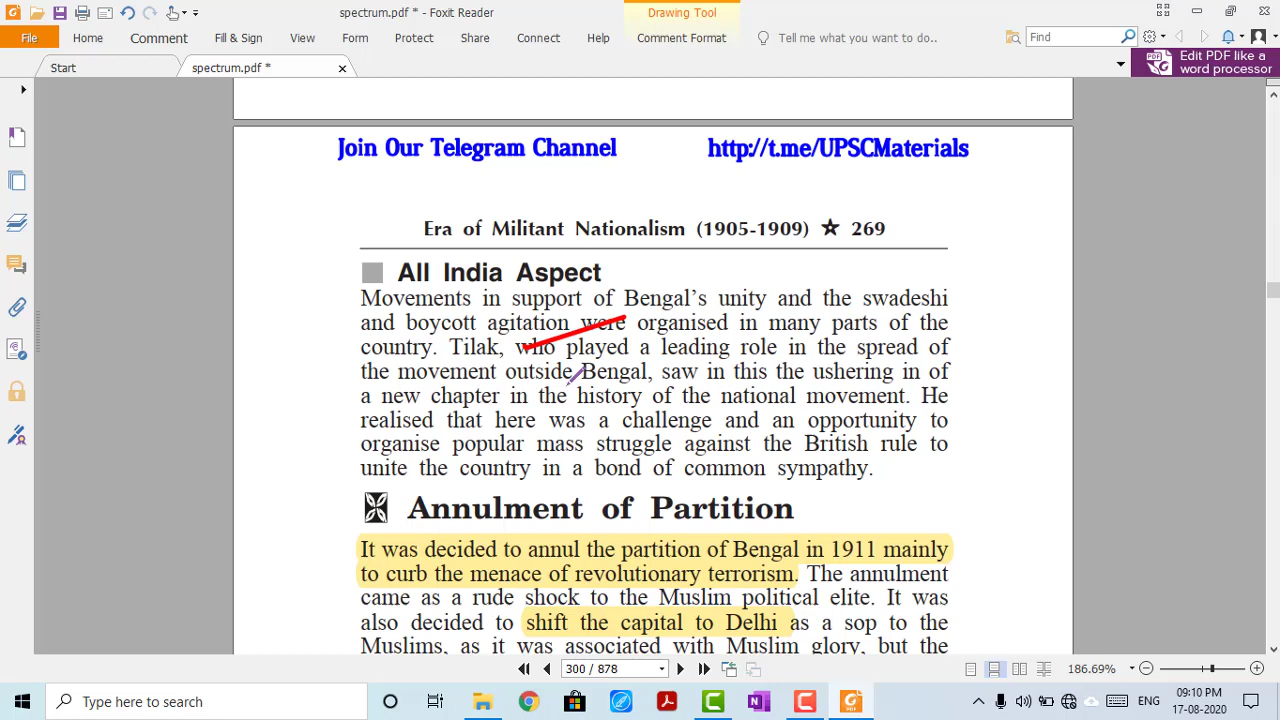 spectrum.pdf * - Foxit Reader
Drawing Tool
File
Home
Comment
Fill & Sign
View
Form
Protect
Share
Connect
Help
Comment Format
Tell me what you want to do..
Find
Start
spectrum.pdf *
Edit PDF like a
word processor
Join Our Telegram Channel
http://t.me/UPSCMaterials
Era of Militant Nationalism (1905-1909) ★ 269
All India Aspect
Movements in support of Bengal's unity and the swadeshi
and boycott agitation were organised in many parts of the
country. Tilak, who played a leading role in the spread of
the movement outside Bengal, saw in this the ushering in of
a new chapter in the history of the national movement. He
realised that here was a challenge and an opportunity to
organise popular mass struggle against the British rule to
unite the country in a bond of common sympathy.
Annulment of Partition
It was decided to annul the partition of Bengal in 1911 mainly
to curb the menace of revolutionary terrorism. The annulment
came as a rude shock to the Muslim political elite. It was
also decided to shift the capital to Delhi as a sop to the
Muslims, as it was associated with Muslim glory, but the
300 / 878
186.69%
Type here to search
ENG
09:10 PM
17-08-2020